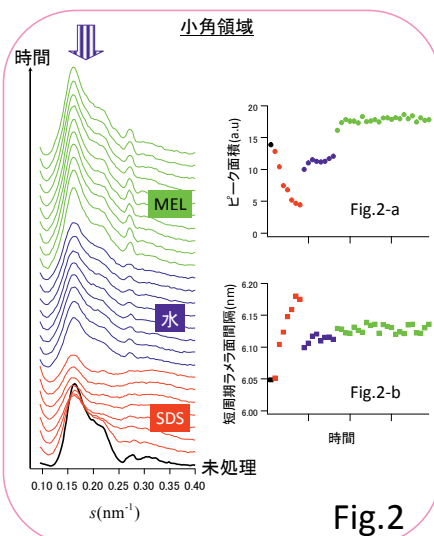 小角領域
時間
MEL
水
SDS
未処理
0.10 0.15 0.20 0.25 0.30 0.35 0.40
s(nm⁻¹)
ピーク面積(a.u)
20
15
10
5
0
Fig.2-a
短周期ラメラ面間隔(nm)
6.20
6.15
6.10
6.05
6.00
Fig.2-b
時間
Fig.2